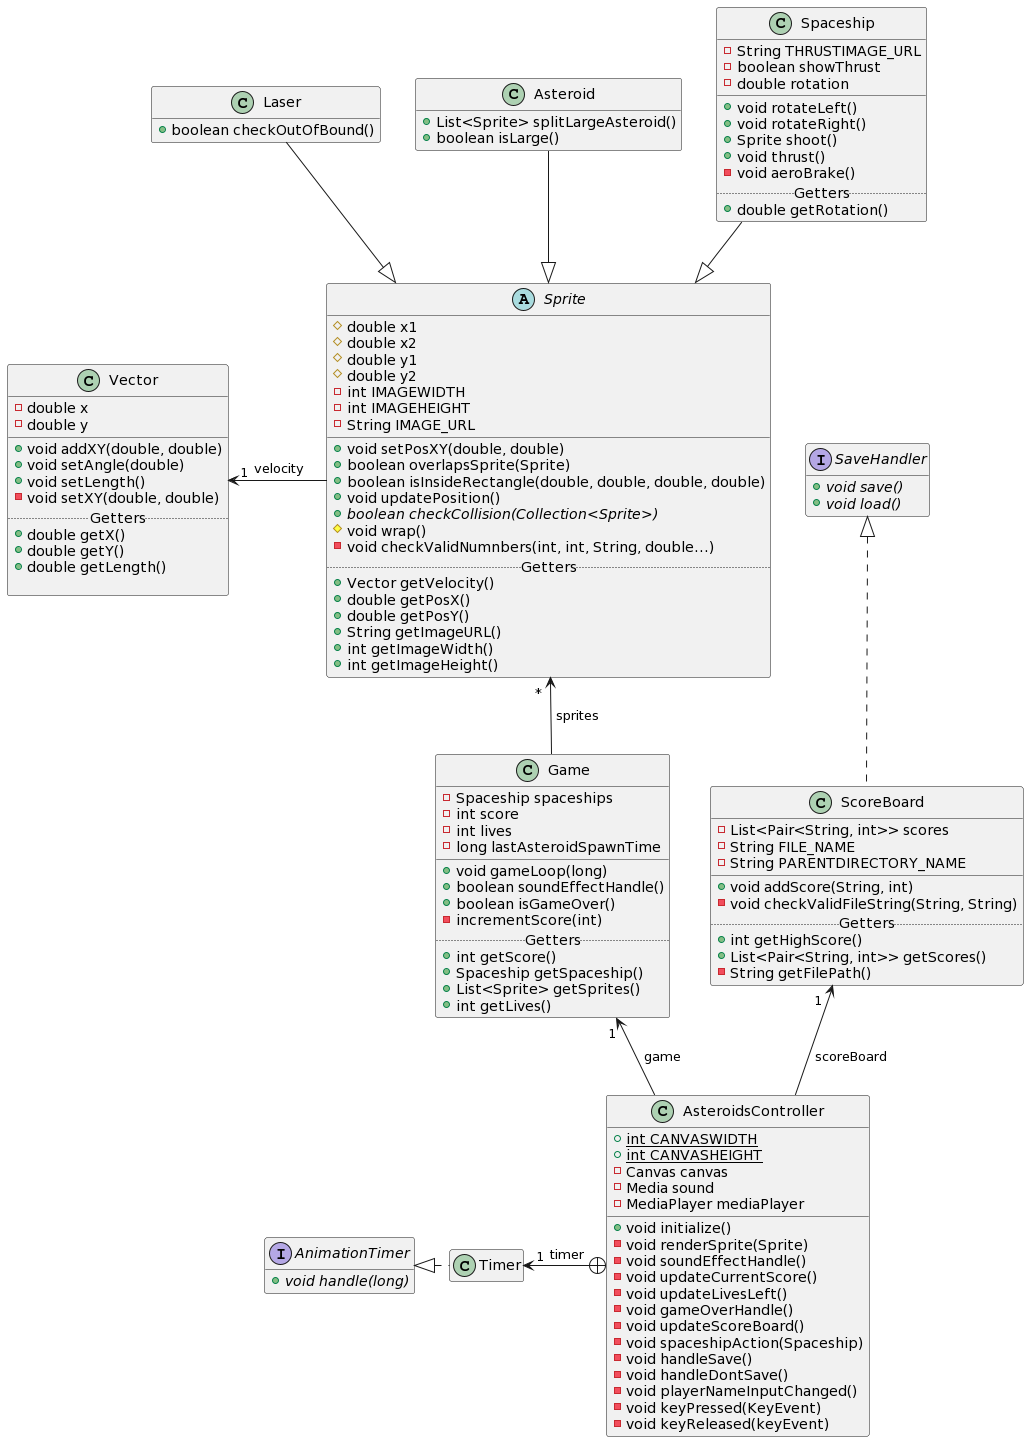 C Spaceship
String THRUSTIMAGE_URL
boolean showThrust
double rotation
void rotateLeft()
void rotateRight()
Sprite shoot()
void thrust()
void aeroBrake()
Getters
double getRotation()
C Laser
boolean checkOutOfBound()
C Asteroid
List<Sprite> splitLargeAsteroid()
boolean isLarge()
A Sprite
double x1
double x2
double y1
double y2
int IMAGEWIDTH
int IMAGEHEIGHT
String IMAGE_URL
void setPosXY(double, double)
boolean overlapsSprite(Sprite)
boolean isInsideRectangle(double, double, double, double)
void updatePosition()
boolean checkCollision(Collection<Sprite>)
void wrap()
void checkValidNumnbers(int, int, String, double...)
Getters
Vector getVelocity()
double getPosX()
double getPosY()
String getImageURL()
int getImageWidth()
int getImageHeight()
C Vector
double x
double y
void addXY(double, double)
void setAngle(double)
void setLength()
void setXY(double, double)
Getters
double getX()
double getY()
double getLength()
1 velocity
I SaveHandler
void save()
void load()
*
sprites
C Game
Spaceship spaceships
int score
int lives
long lastAsteroidSpawnTime
void gameLoop(long)
boolean soundEffectHandle()
boolean isGameOver()
incrementScore(int)
Getters
int getScore()
Spaceship getSpaceship()
List<Sprite> getSprites()
int getLives()
C ScoreBoard
List<Pair<String, int>> scores
String FILE_NAME
String PARENTDIRECTORY_NAME
void addScore(String, int)
void checkValidFileString(String, String)
Getters
int getHighScore()
List<Pair<String, int>> getScores()
String getFilePath()
1
game
1
scoreBoard
C AsteroidsController
int CANVASWIDTH
int CANVASHEIGHT
Canvas canvas
Media sound
MediaPlayer mediaPlayer
void initialize()
void renderSprite(Sprite)
void soundEffectHandle()
void updateCurrentScore()
void updateLivesLeft()
void gameOverHandle()
void updateScoreBoard()
void spaceshipAction(Spaceship)
void handleSave()
void handleDontSave()
void playerNameInputChanged()
void keyPressed(KeyEvent)
void keyReleased(keyEvent)
I AnimationTimer
void handle(long)
C Timer
1 timer